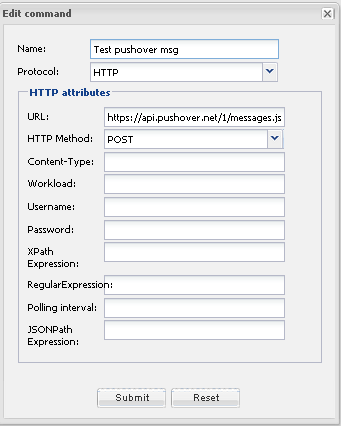 Edit command
Name: Test pushover msg
Protocol: HTTP
HTTP attributes
URL: https://api.pushover.net/1/messages.js
HTTP Method: POST
Content-Type:
Workload:
Username:
Password:
XPath
Expression:
RegularExpression:
Polling interval:
JSONPath
Expression:
Submit Reset